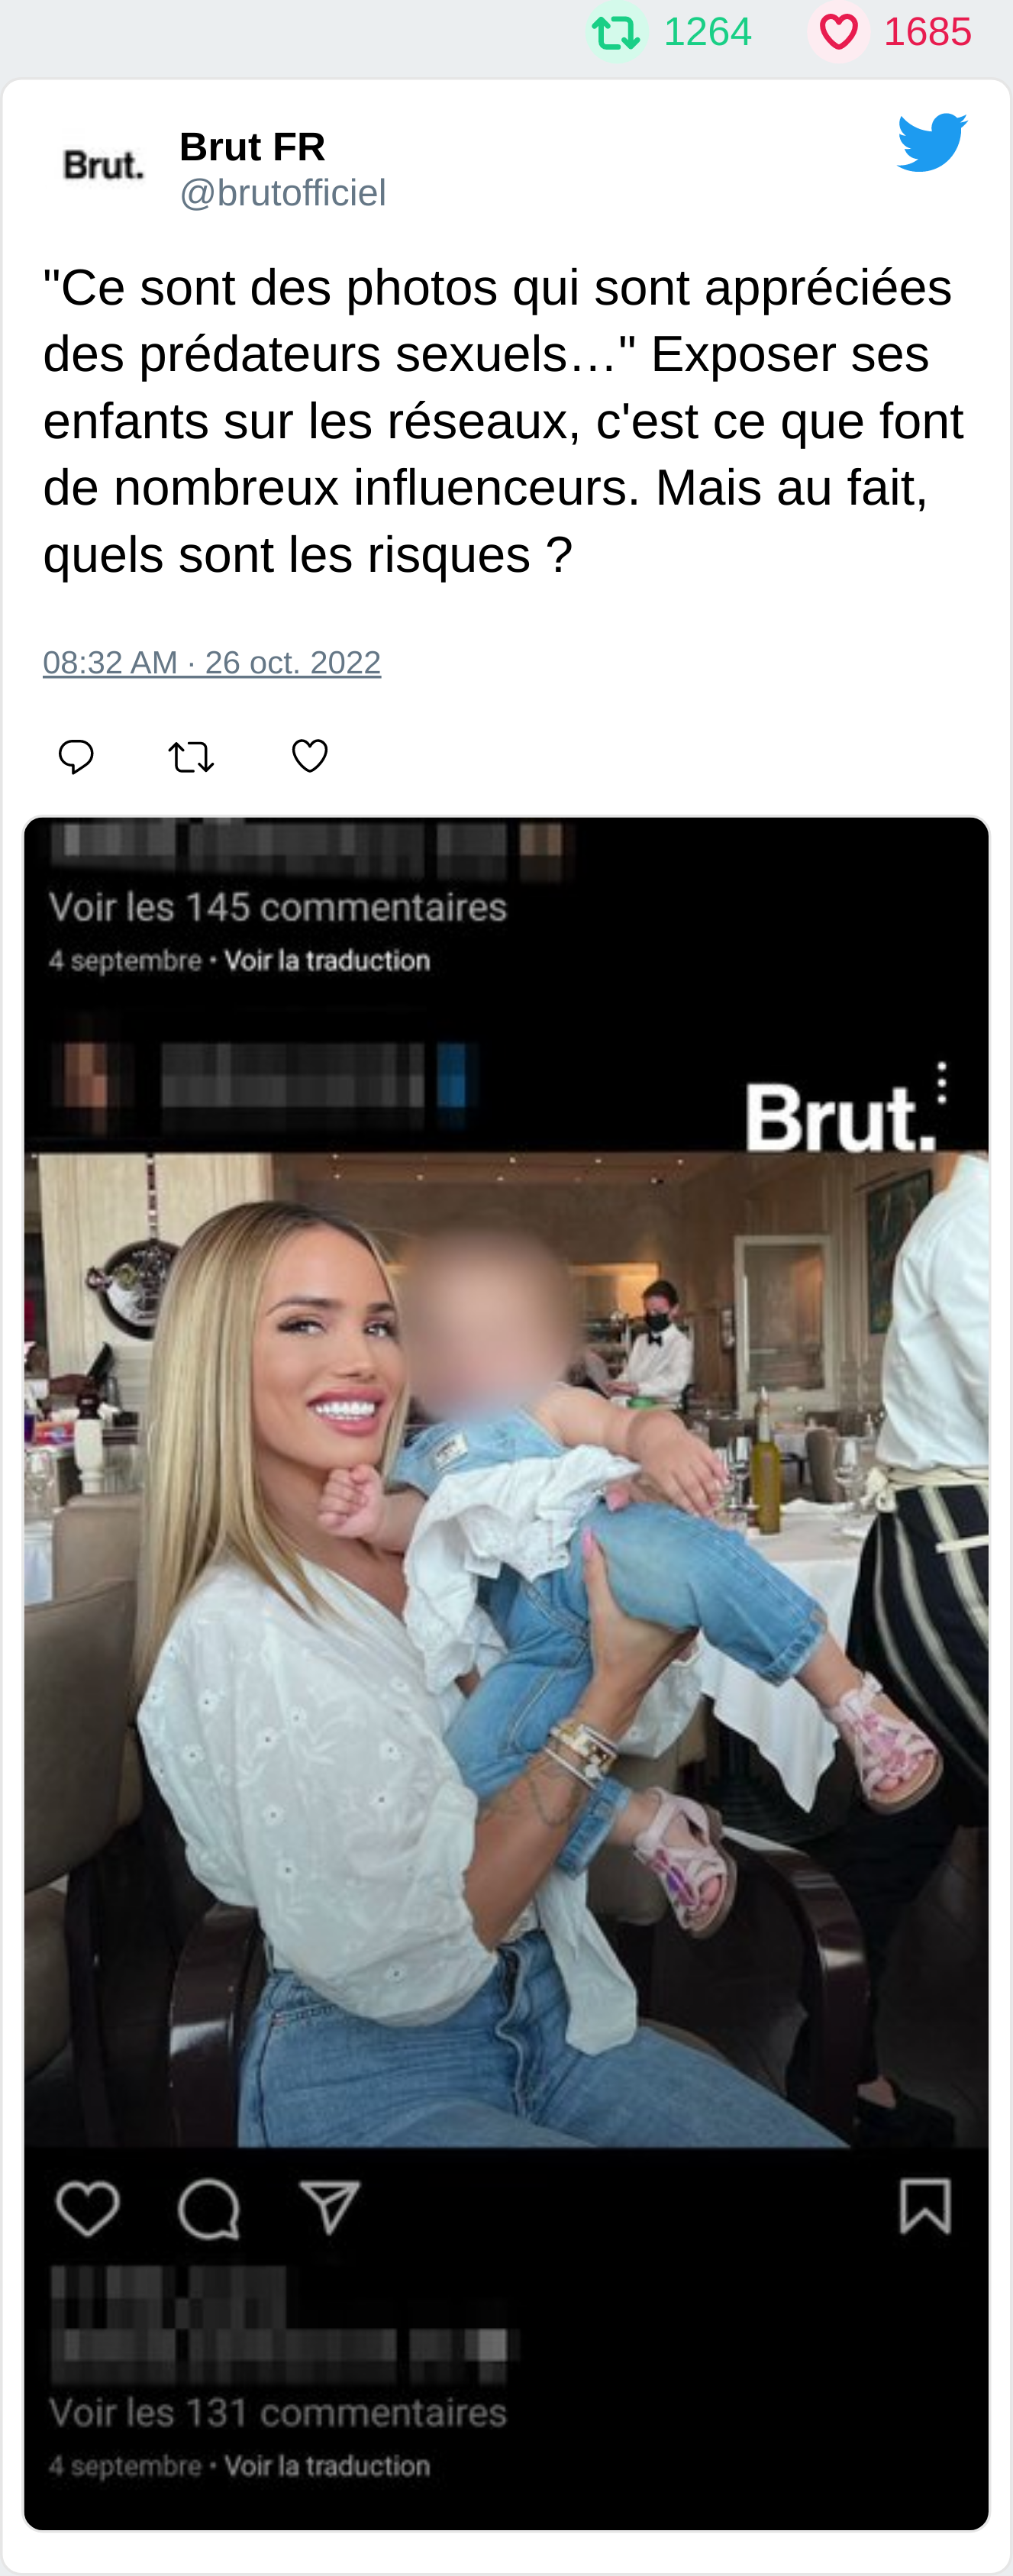 1264 1685
Brut.
Brut FR
@brutofficiel
"Ce sont des photos qui sont appréciées
des prédateurs sexuels…" Exposer ses
enfants sur les réseaux, c'est ce que font
de nombreux influenceurs. Mais au fait,
quels sont les risques ?
08:32 AM · 26 oct. 2022
Voir les 145 commentaires
4 septembre • Voir la traduction
Brut.
Voir les 131 commentaires
4 septembre • Voir la traduction